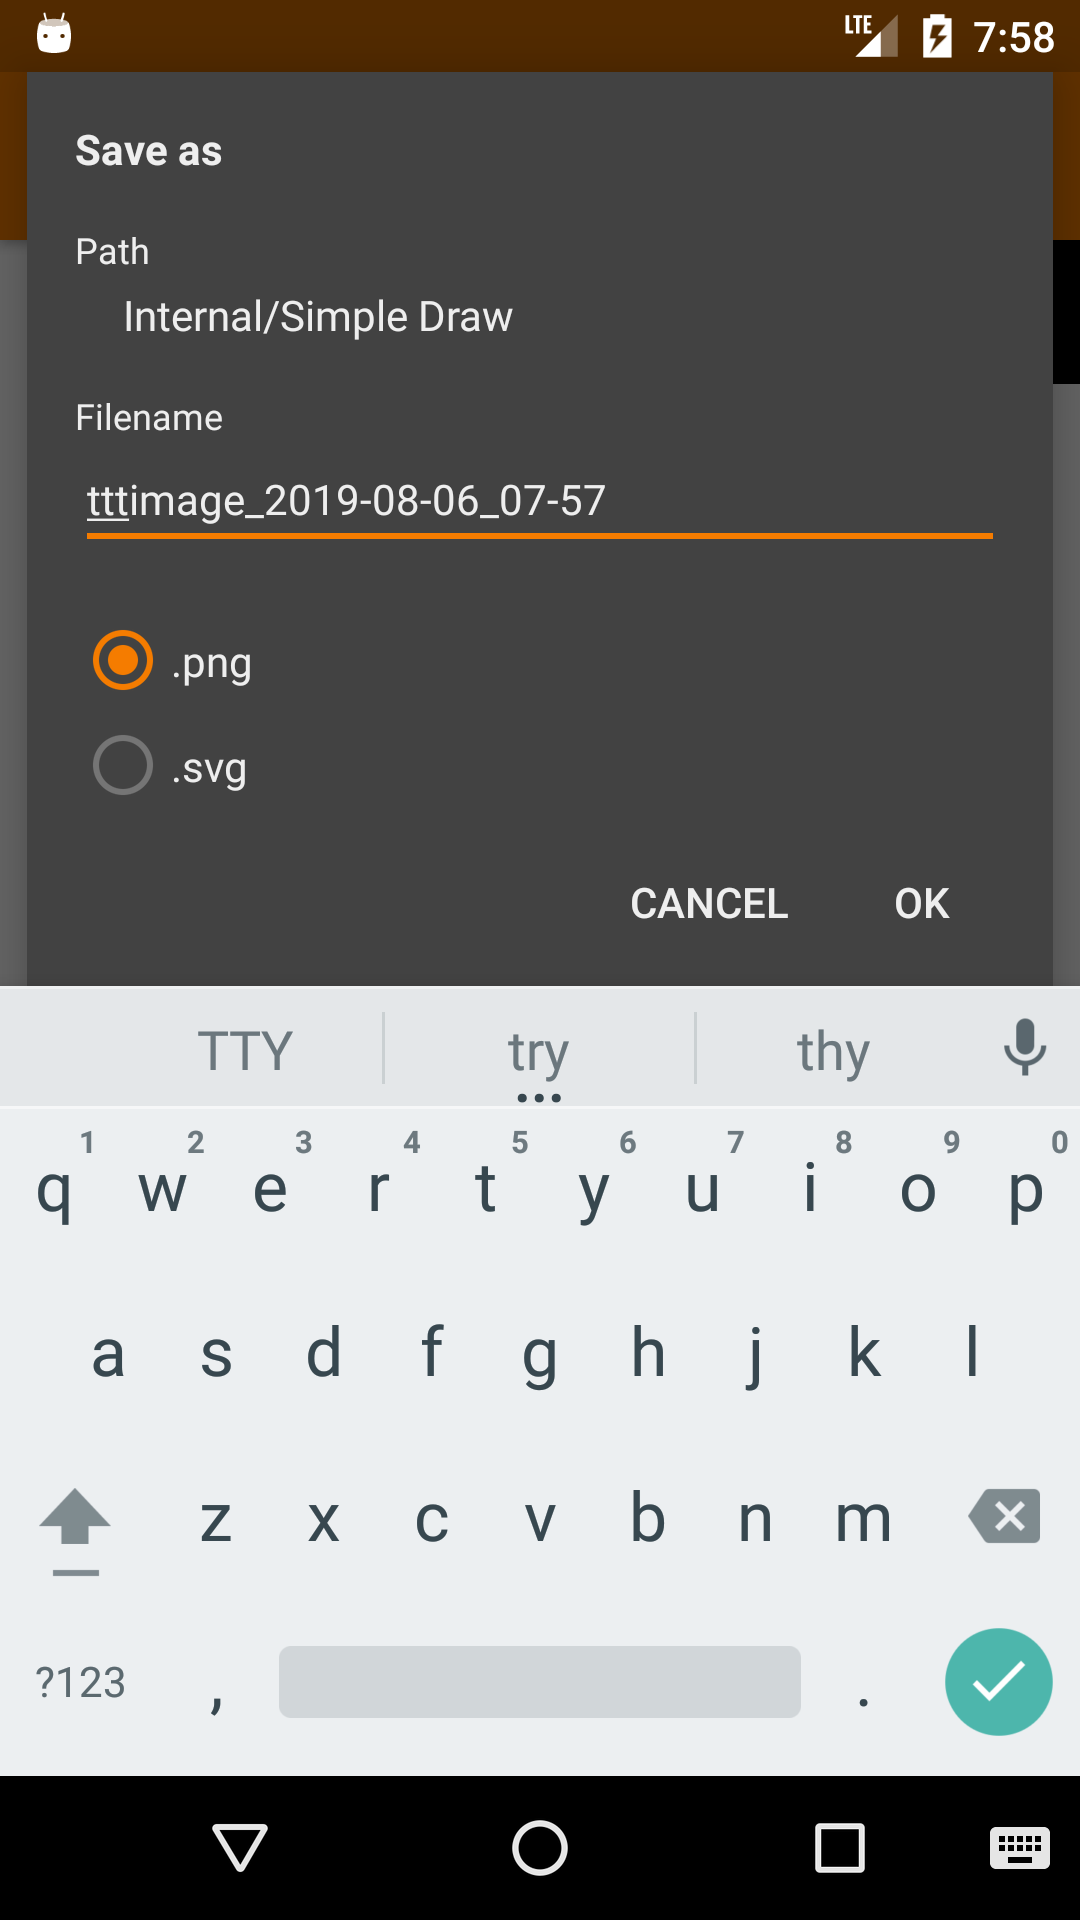 LTE 7:58
Save as
Path
Internal/Simple Draw
Filename
tttimage_2019-08-06_07-57
.png
.svg
CANCEL OK
TTY try thy
1 2 3 4 5 6 7 8 9 0
q w e r t y u i o p
a s d f g h j k l
z x c v b n m
?123 , .